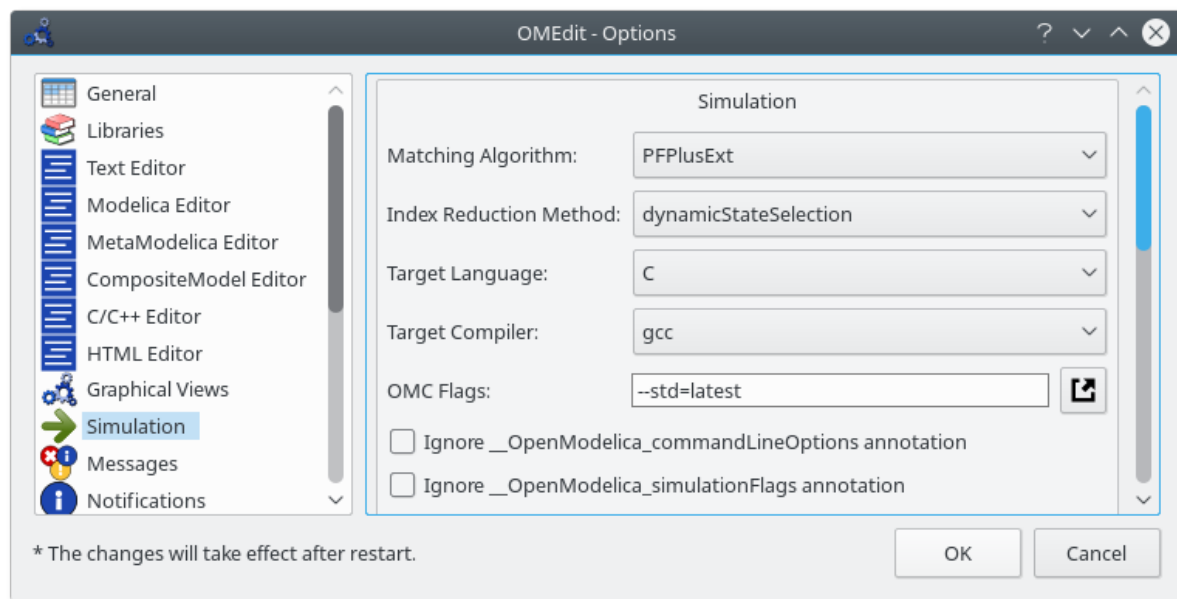 OMEdit - Options
General
Libraries
Text Editor
Modelica Editor
MetaModelica Editor
CompositeModel Editor
C/C++ Editor
HTML Editor
Graphical Views
Simulation
Messages
Notifications
Simulation
Matching Algorithm: PFPlusExt
Index Reduction Method: dynamicStateSelection
Target Language: C
Target Compiler: gcc
OMC Flags: --std=latest
Ignore __OpenModelica_commandLineOptions annotation
Ignore __OpenModelica_simulationFlags annotation
* The changes will take effect after restart.
OK Cancel